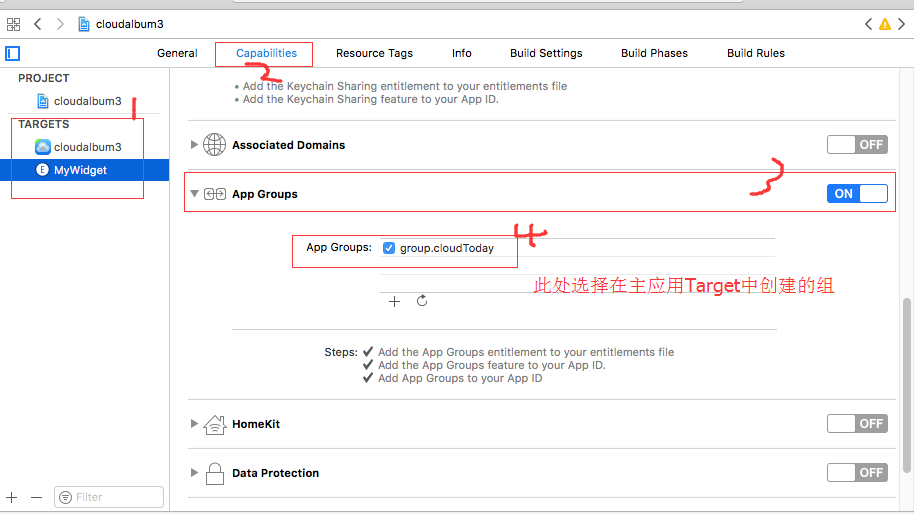 cloudalbum3
General Capabilities Resource Tags Info Build Settings Build Phases Build Rules
2
PROJECT
cloudalbum3
1
TARGETS
cloudalbum3
MyWidget
• Add the Keychain Sharing entitlement to your entitlements file
• Add the Keychain Sharing feature to your App ID.
Associated Domains OFF
3
App Groups ON
4
App Groups: group.cloudToday
此处选择在主应用Target中创建的组
Steps: ✔ Add the App Groups entitlement to your entitlements file
✔ Add the App Groups feature to your App ID.
✔ Add App Groups to your App ID
HomeKit OFF
Data Protection OFF
Filter